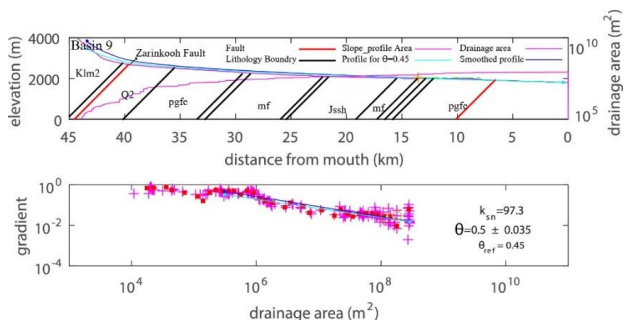 Basin 9
Zarinkooh Fault
Fault
Slope_profile Area
Drainage area
Lithology Boundry
Profile for θ=0.45
Smoothed profile
4000
2000
0
elevation (m)
Klm2
Q2
pgfc
mf
Jssh
mf
pgfc
10^10
10^5
drainage area (m^2)
45 40 35 30 25 20 15 10 5 0
distance from mouth (km)
10^0
10^-2
10^-4
gradient
k_sn=97.3
θ=0.5 ± 0.035
θ_ref = 0.45
10^4 10^6 10^8 10^10
drainage area (m^2)